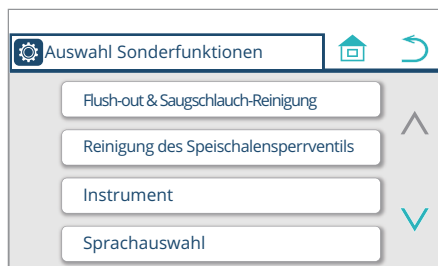 Auswahl Sonderfunktionen
Flush-out & Saugschlauch-Reinigung
Reinigung des Speischalensperrventils
Instrument
Sprachauswahl